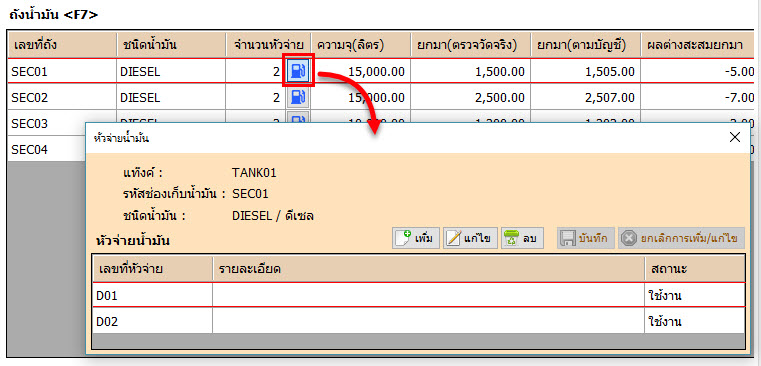 ถังน้ำมัน <F7>
เลขที่ถัง ชนิดน้ำมัน จำนวนหัวจ่าย ความจุ(ลิตร) ยกมา(ตรวจวัดจริง) ยกมา(ตามบัญชี) ผลต่างสะสมยกมา
SEC01 DIESEL 2 15,000.00 1,500.00 1,505.00 -5.00
SEC02 DIESEL 2 15,000.00 2,500.00 2,507.00 -7.00
SEC03 DIESEL 2
SEC04
หัวจ่ายน้ำมัน
แท๊งค์ : TANK01
รหัสช่องเก็บน้ำมัน : SEC01
ชนิดน้ำมัน : DIESEL / ดีเซล
หัวจ่ายน้ำมัน เพิ่ม แก้ไข ลบ บันทึก ยกเลิกการเพิ่ม/แก้ไข
เลขที่หัวจ่าย รายละเอียด สถานะ
D01 ใช้งาน
D02 ใช้งาน